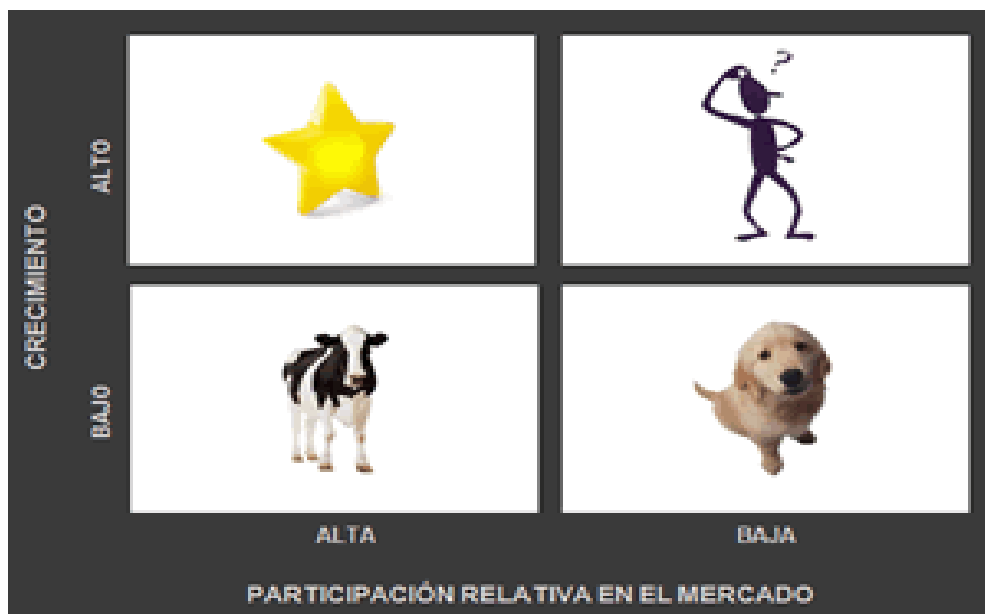 ?
ALTO
CRECIMIENTO
BAJO
ALTA
BAJA
PARTICIPACIÓN RELATIVA EN EL MERCADO